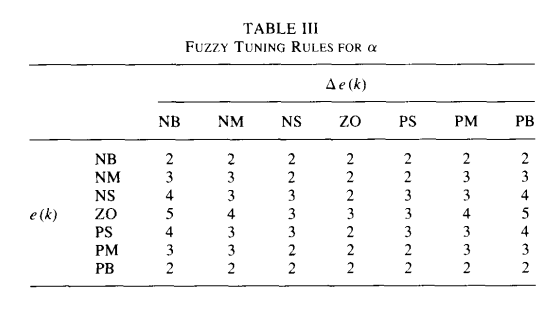 TABLE III
FUZZY TUNING RULES FOR α
Δ e (k)
NB NM NS ZO PS PM PB
NB 2 2 2 2 2 2 2
NM 3 3 2 2 2 3 3
NS 4 3 3 2 3 3 4
e (k) ZO 5 4 3 3 3 4 5
PS 4 3 3 2 3 3 4
PM 3 3 2 2 2 3 3
PB 2 2 2 2 2 2 2